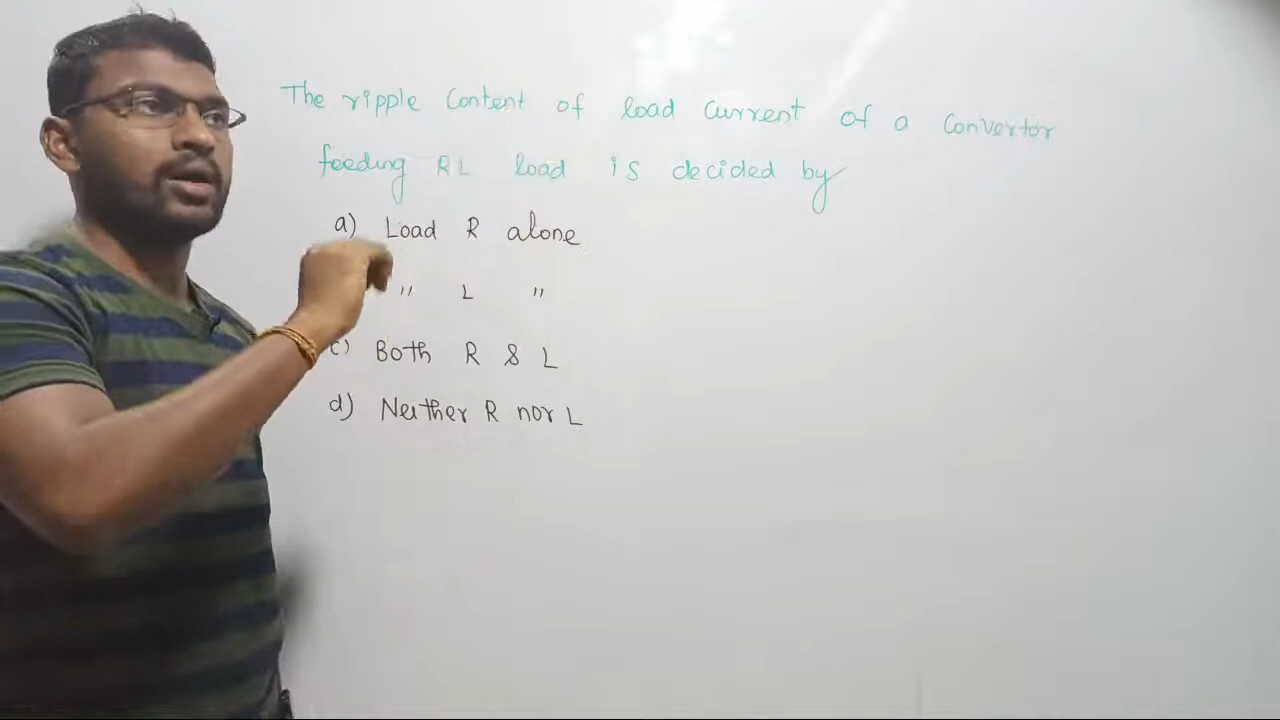 The ripple Content of load Current of a Convertor
feeding RL load is decided by
a) Load R alone
" L "
c) Both R & L
d) Neither R nor L